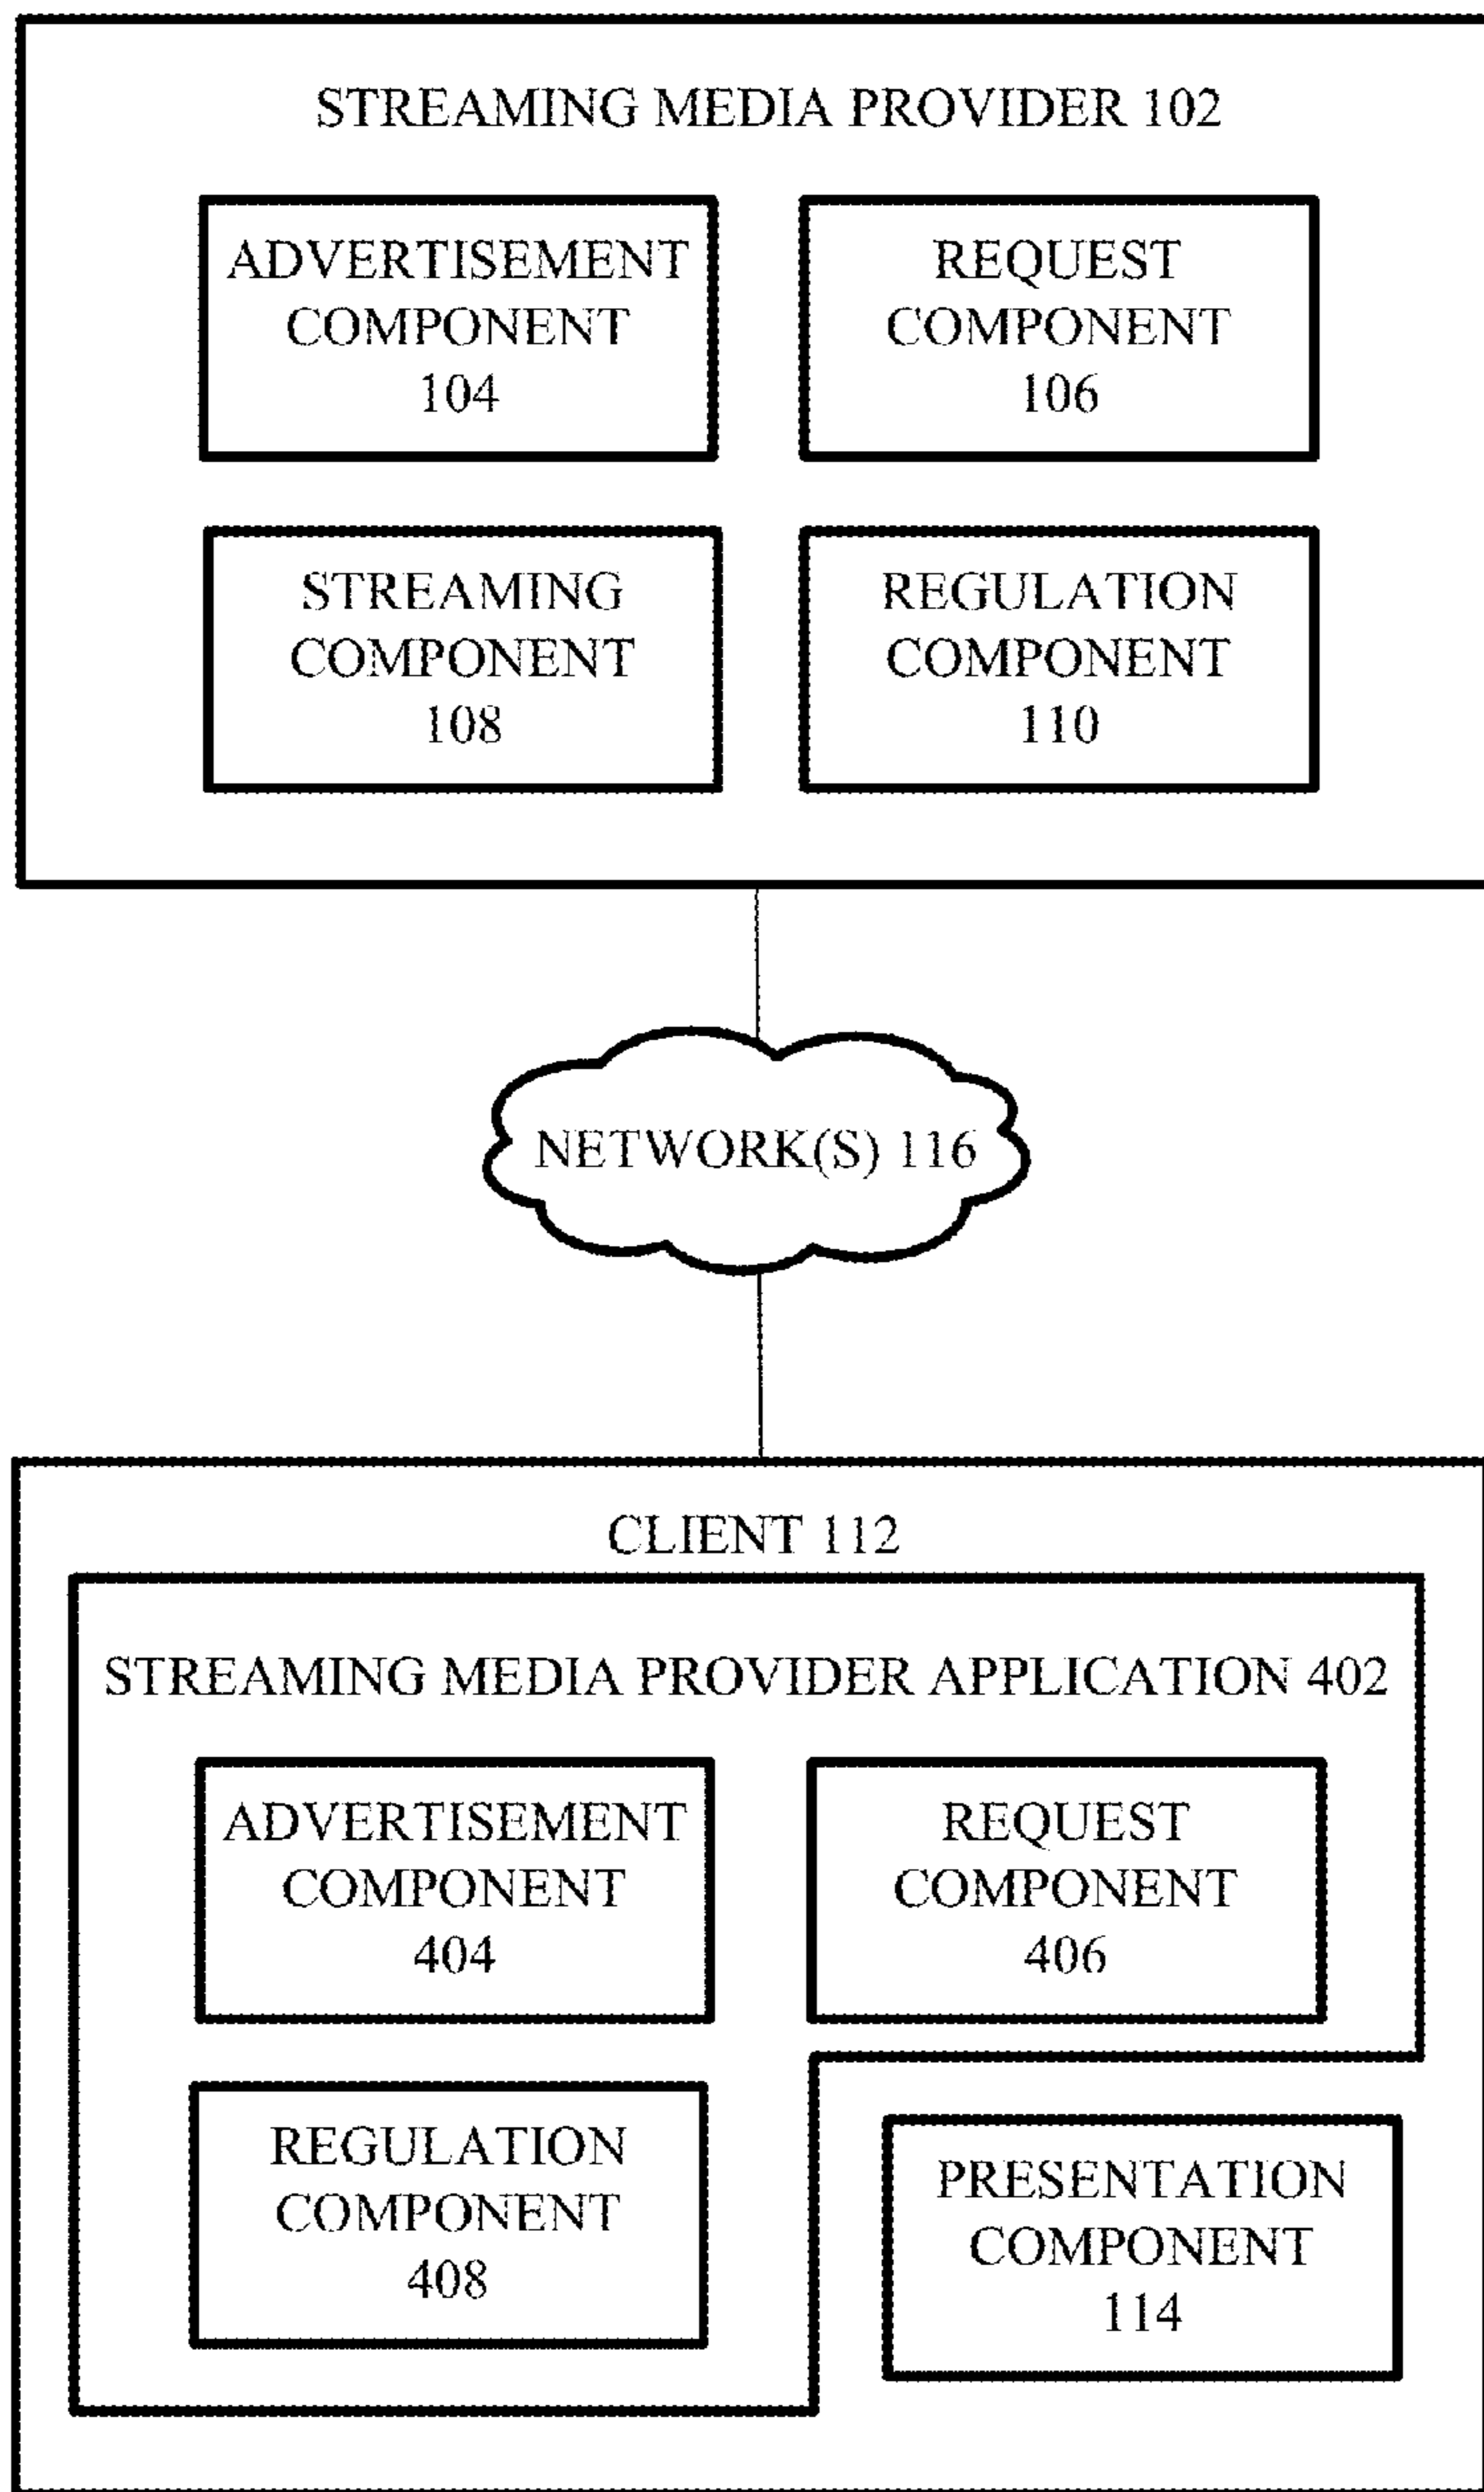 STREAMING MEDIA PROVIDER 102
ADVERTISEMENT
COMPONENT
104
REQUEST
COMPONENT
106
STREAMING
COMPONENT
108
REGULATION
COMPONENT
110
NETWORK(S) 116
CLIENT 112
STREAMING MEDIA PROVIDER APPLICATION 402
ADVERTISEMENT
COMPONENT
404
REQUEST
COMPONENT
406
REGULATION
COMPONENT
408
PRESENTATION
COMPONENT
114